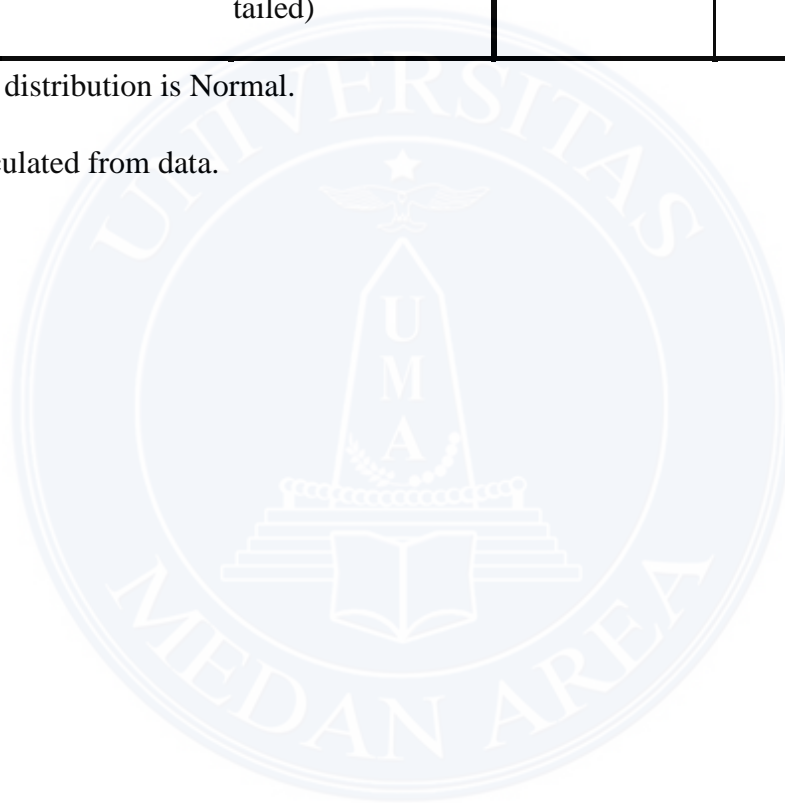 tailed)
distribution is Normal.
culated from data.
UNIVERSITAS
U
M
A
MEDAN AREA